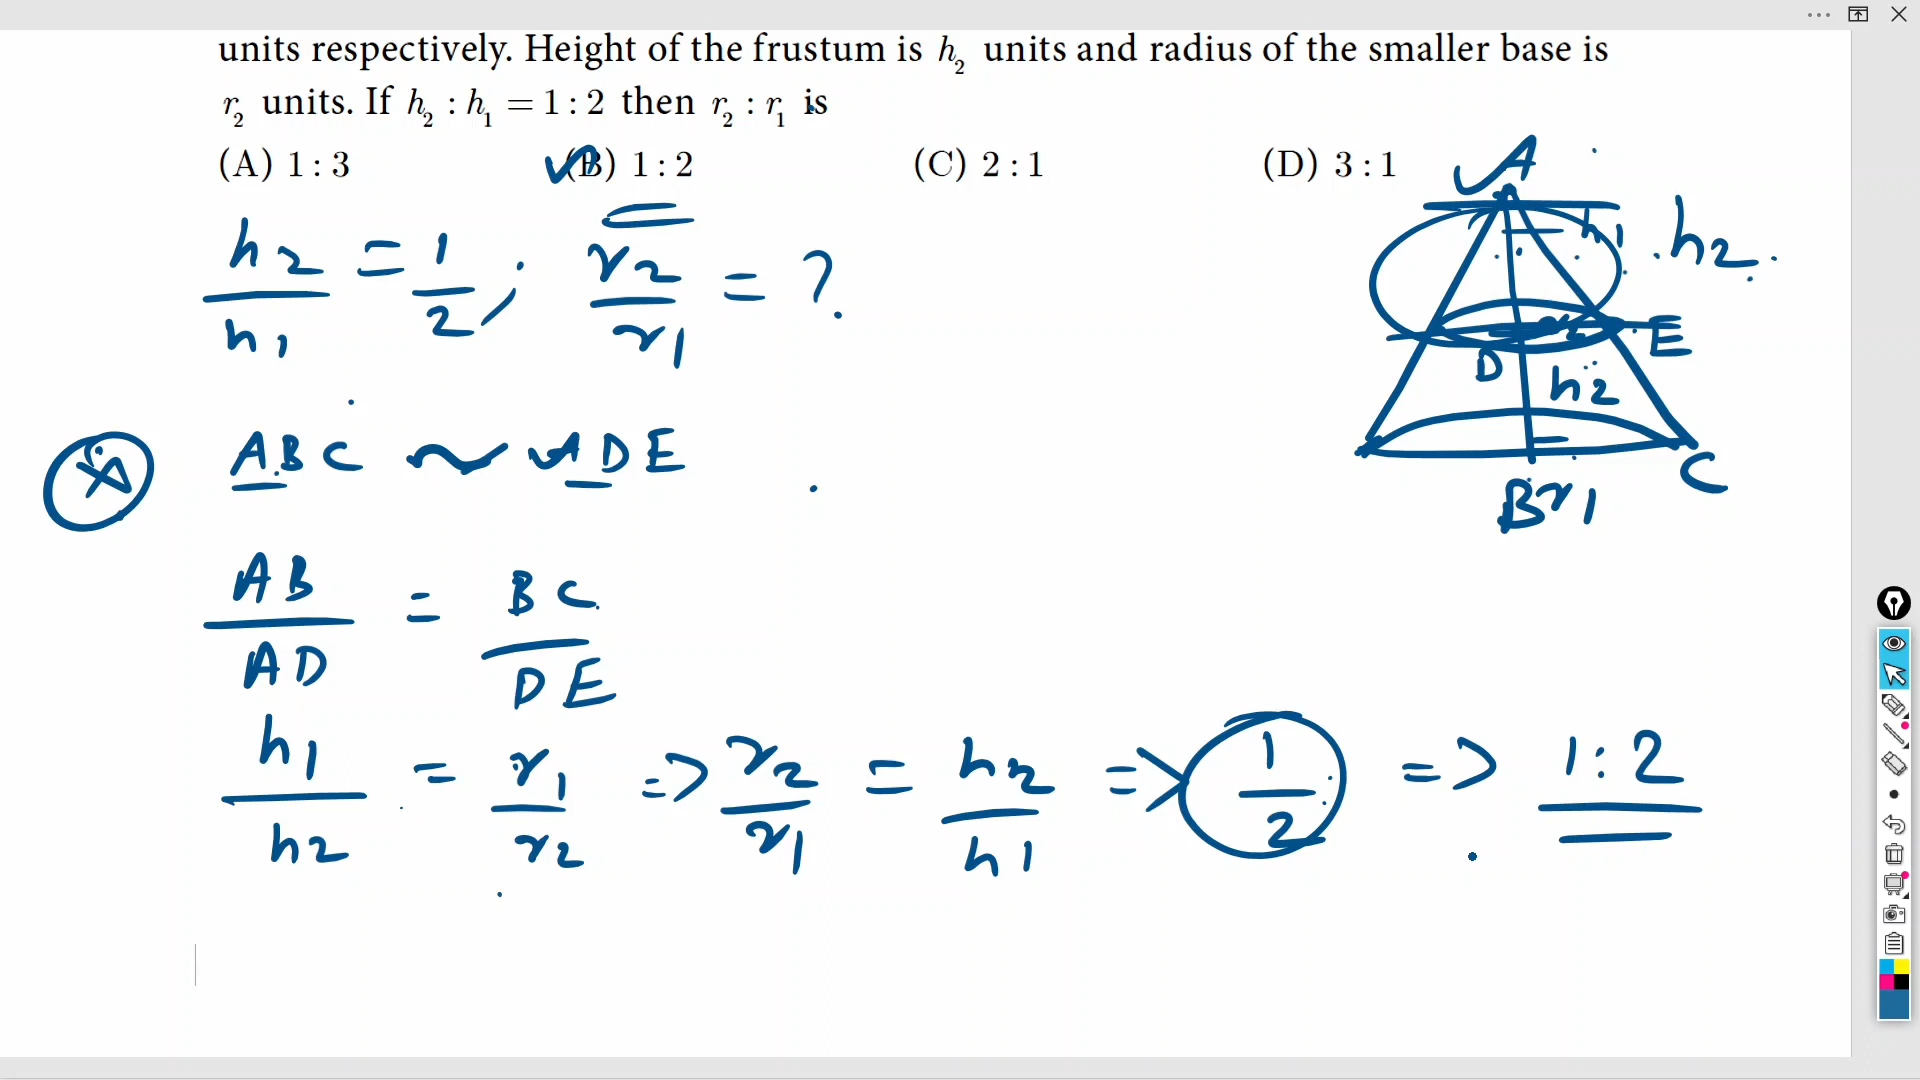 units respectively. Height of the frustum is h₂ units and radius of the smaller base is
r₂ units. If h₂ : h₁ = 1 : 2 then r₂ : r₁ is
(A) 1 : 3 (B) 1 : 2 (C) 2 : 1 (D) 3 : 1
A
h1 h2
h2/h1 = 1/2 ; r2/r1 = ?
r2 E
D h2
ABC ~ ADE
C
B r1
AB/AD = BC/DE
h1/h2 = r1/r2 => r2/r1 = h2/h1 => 1/2 => 1:2